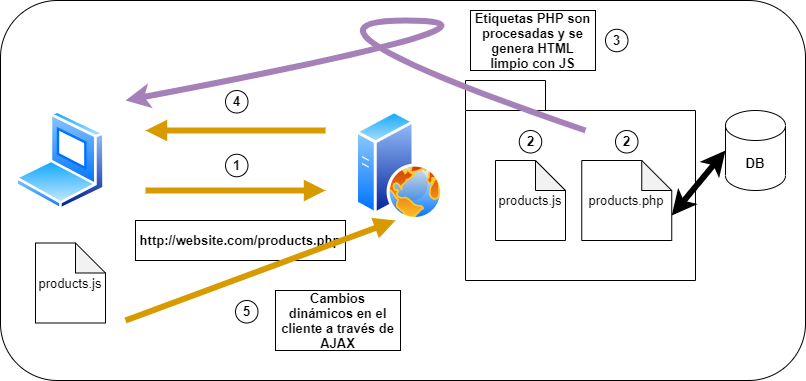 Etiquetas PHP son
procesadas y se
genera HTML
limpio con JS
3
4
1
2
2
DB
products.js
products.php
http://website.com/products.php
products.js
5
Cambios
dinámicos en el
cliente a través de
AJAX